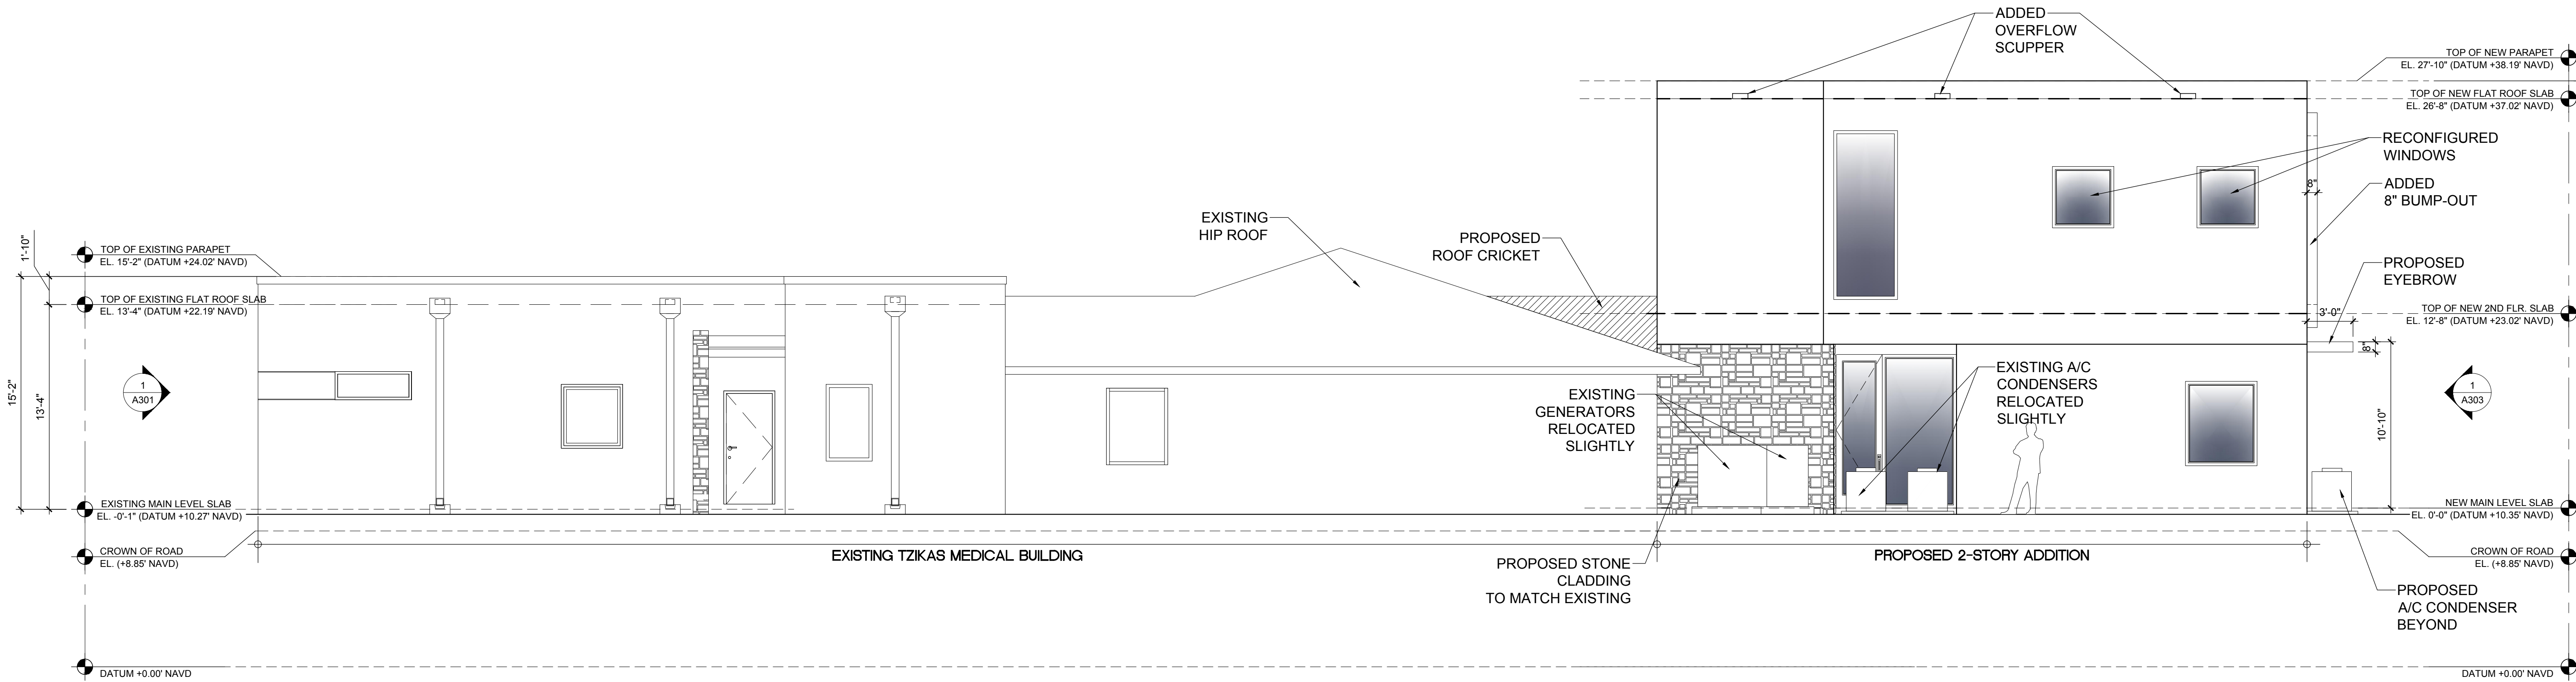 ADDED
OVERFLOW
SCUPPER
TOP OF NEW PARAPET
EL. 27'-10" (DATUM +38.19' NAVD)
TOP OF NEW FLAT ROOF SLAB
EL. 26'-8" (DATUM +37.02' NAVD)
RECONFIGURED
WINDOWS
8"
ADDED
8" BUMP-OUT
EXISTING
HIP ROOF
PROPOSED
ROOF CRICKET
1'-10"
TOP OF EXISTING PARAPET
EL. 15'-2" (DATUM +24.02' NAVD)
PROPOSED
EYEBROW
TOP OF EXISTING FLAT ROOF SLAB
EL. 13'-4" (DATUM +22.19' NAVD)
TOP OF NEW 2ND FLR. SLAB
3'-0"
EL. 12'-8" (DATUM +23.02' NAVD)
8"
15'-2"
13'-4"
1
A301
EXISTING
GENERATORS
RELOCATED
SLIGHTLY
EXISTING A/C
CONDENSERS
RELOCATED
SLIGHTLY
10'-10"
1
A303
EXISTING MAIN LEVEL SLAB
EL. -0'-1" (DATUM +10.27' NAVD)
NEW MAIN LEVEL SLAB
EL. 0'-0" (DATUM +10.35' NAVD)
CROWN OF ROAD
EL. (+8.85' NAVD)
EXISTING TZIKAS MEDICAL BUILDING
PROPOSED 2-STORY ADDITION
CROWN OF ROAD
EL. (+8.85' NAVD)
PROPOSED STONE
CLADDING
TO MATCH EXISTING
PROPOSED
A/C CONDENSER
BEYOND
DATUM +0.00' NAVD
DATUM +0.00' NAVD